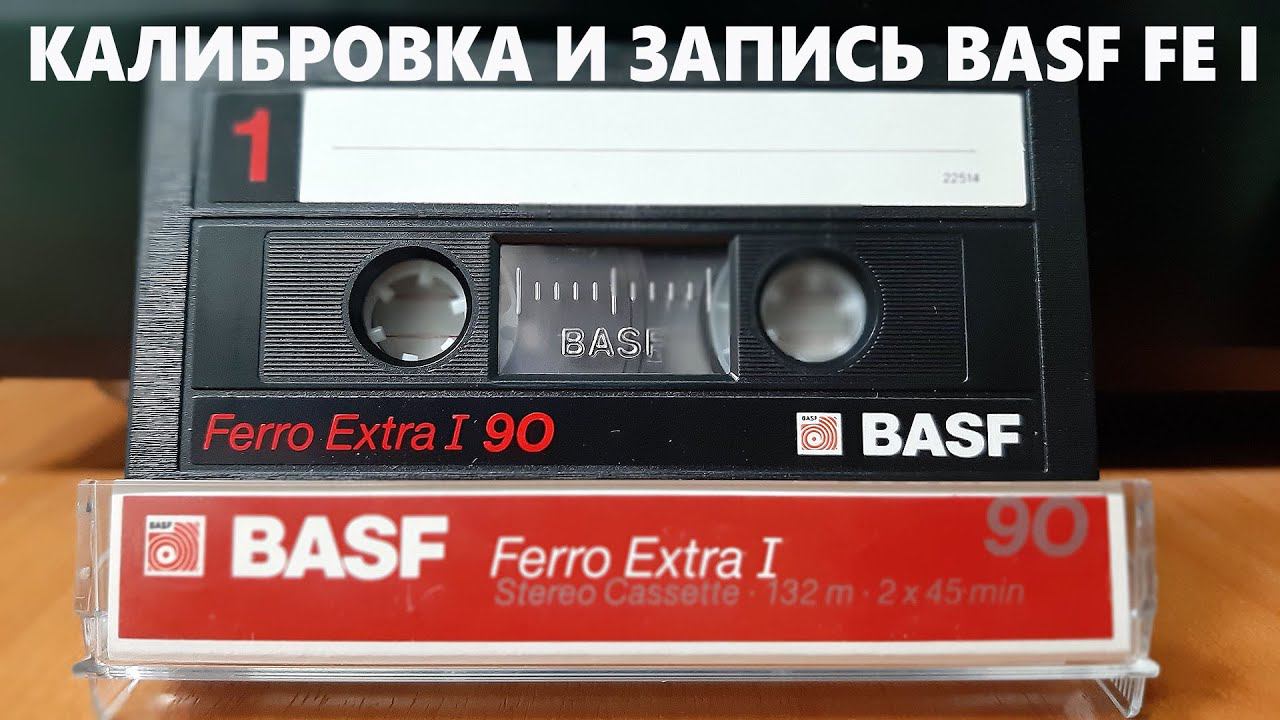 КАЛИБРОВКА И ЗАПИСЬ BASF FE I
1
22514
BASF
Ferro Extra I 90
BASF
BASF
BASF
BASF
Ferro Extra I
90
Stereo Cassette · 132 m · 2 x 45 min